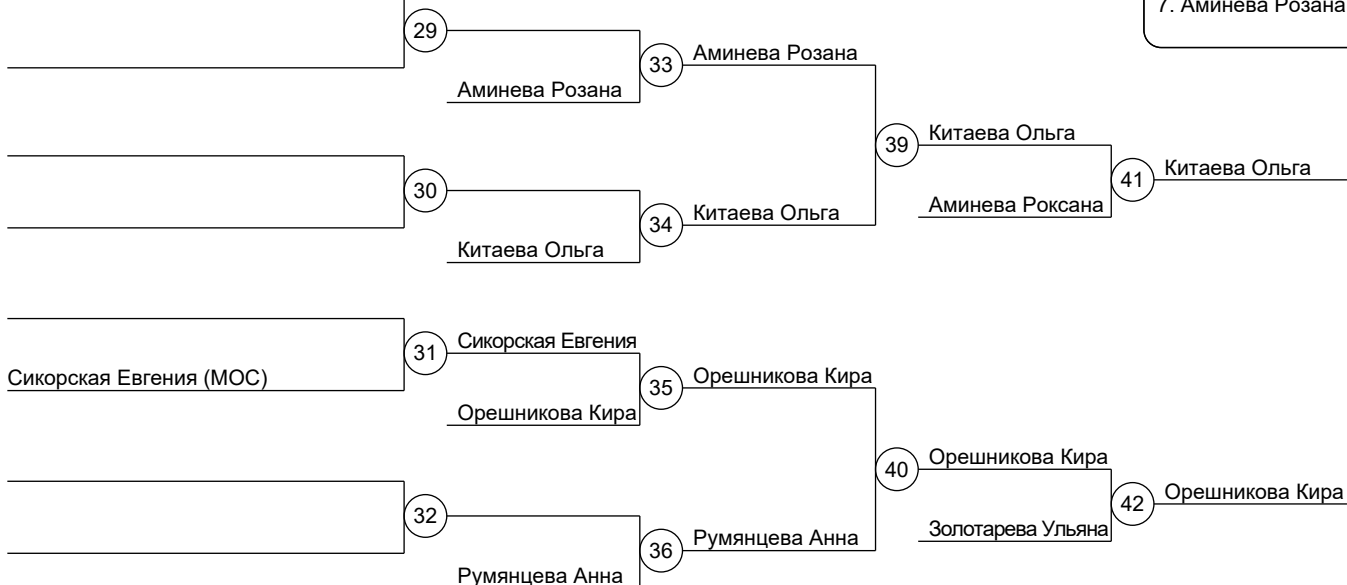 7. Аминева Розана
29
Аминева Розана
33
Аминева Розана
39
Китаева Ольга
30
Китаева Ольга
34
Китаева Ольга
Аминева Роксана
41
Китаева Ольга
Сикорская Евгения (МОС)
31
Сикорская Евгения
Орешникова Кира
35
Орешникова Кира
40
Орешникова Кира
32
Румянцева Анна
36
Румянцева Анна
Золотарева Ульяна
42
Орешникова Кира